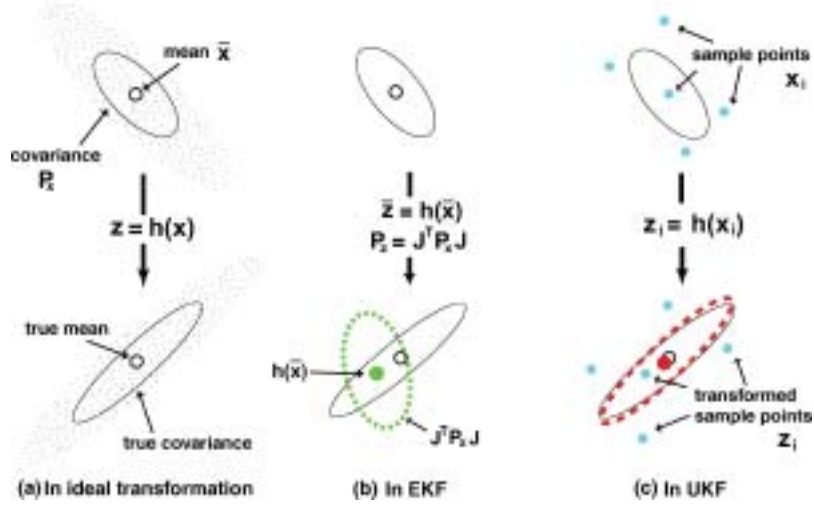 mean x̄
covariance
Pₓ
z = h(x)
true mean
true covariance
(a) In ideal transformation
z̄ = h(x̄)
P_z = JᵀPₓJ
h(x̄)
JᵀPₓJ
(b) In EKF
sample points
xᵢ
zᵢ = h(xᵢ)
transformed
sample points
zᵢ
(c) In UKF